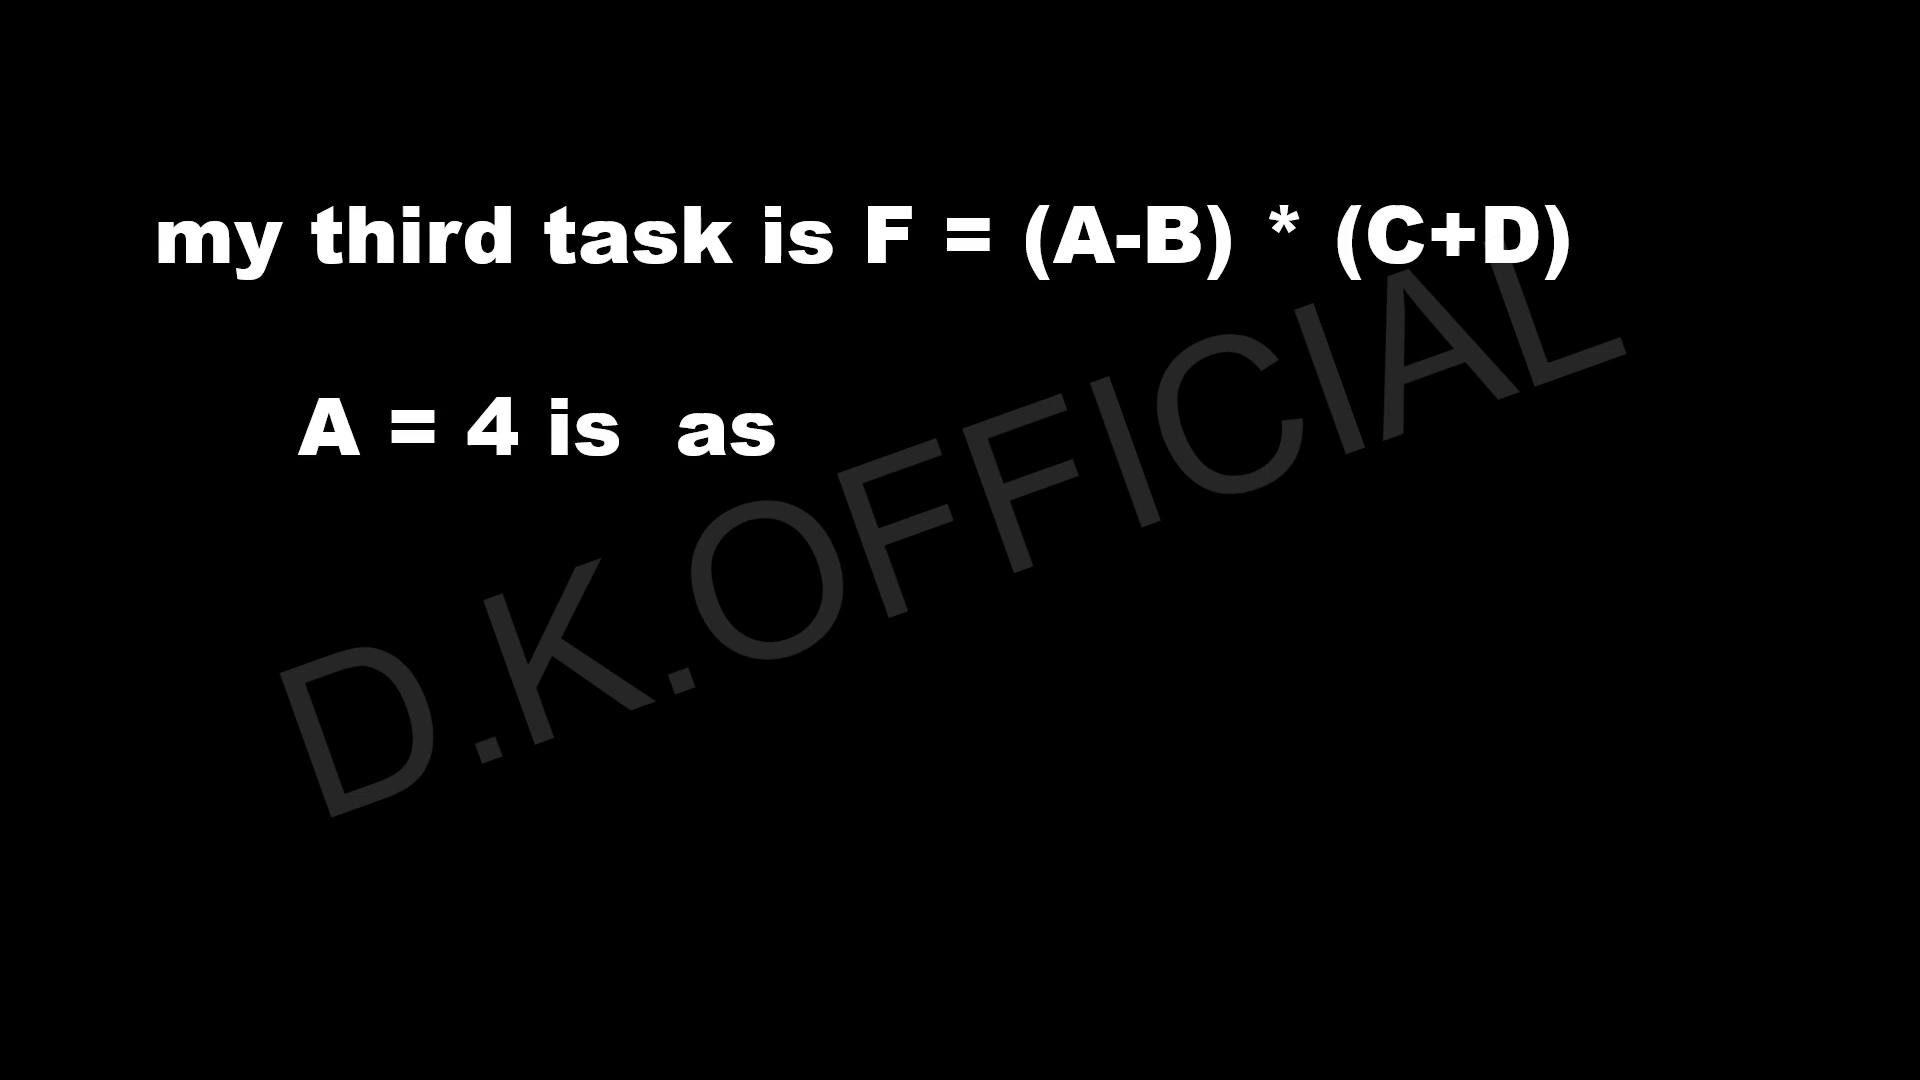 my third task is F = (A-B) * (C+D)
A = 4 is  as
D.K.OFFICIAL